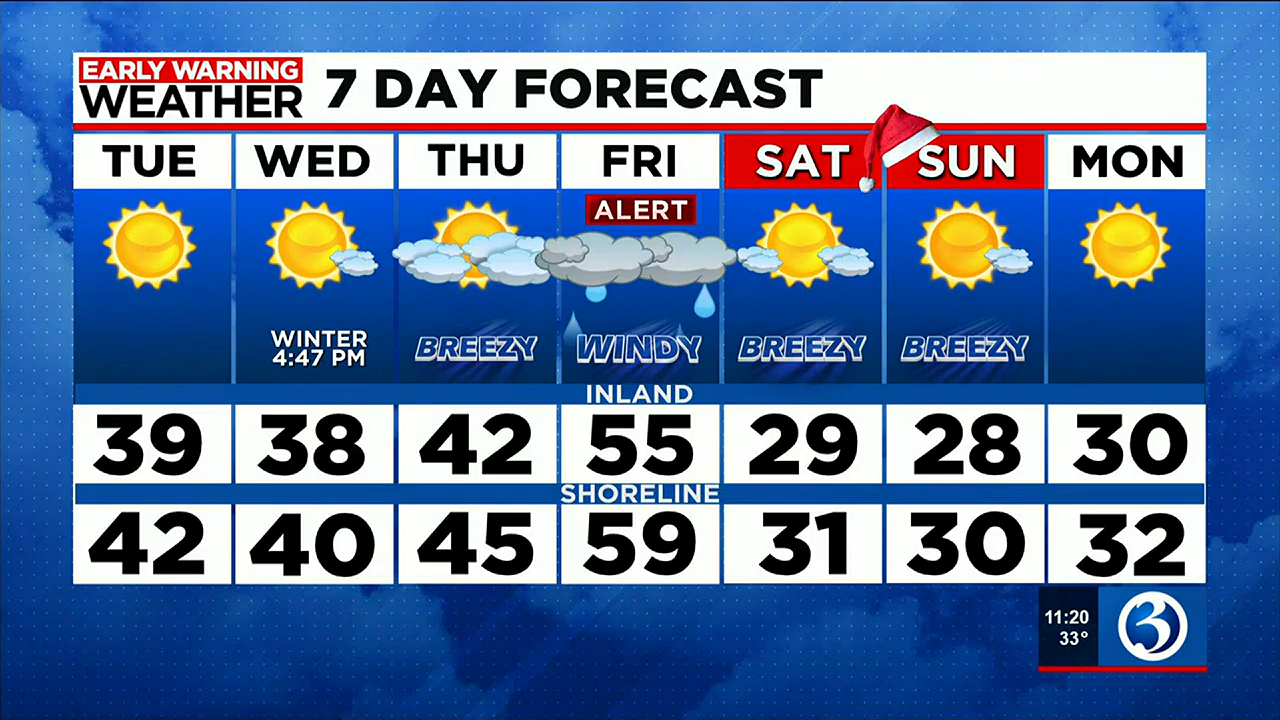 EARLY WARNING
WEATHER
7 DAY FORECAST
TUE WED THU FRI SAT SUN MON
ALERT
WINTER
4:47 PM
BREEZY WINDY BREEZY BREEZY
INLAND
39 38 42 55 29 28 30
SHORELINE
42 40 45 59 31 30 32
11:20
33°
3